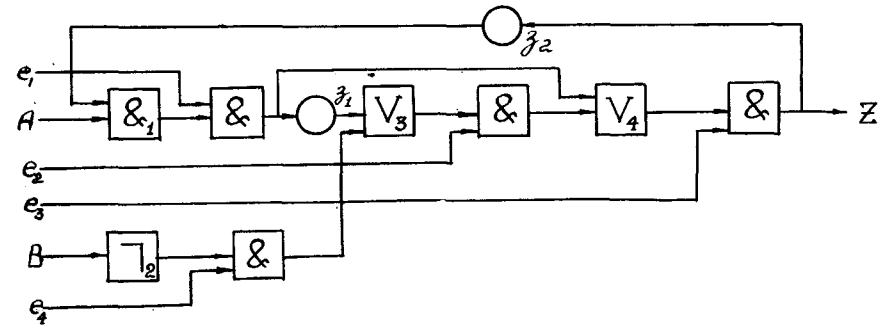 z₂
e₁
A
&₁
&
z₁
V₃
&
V₄
&
Z
e₂
e₃
B
¬₂
&
e₄